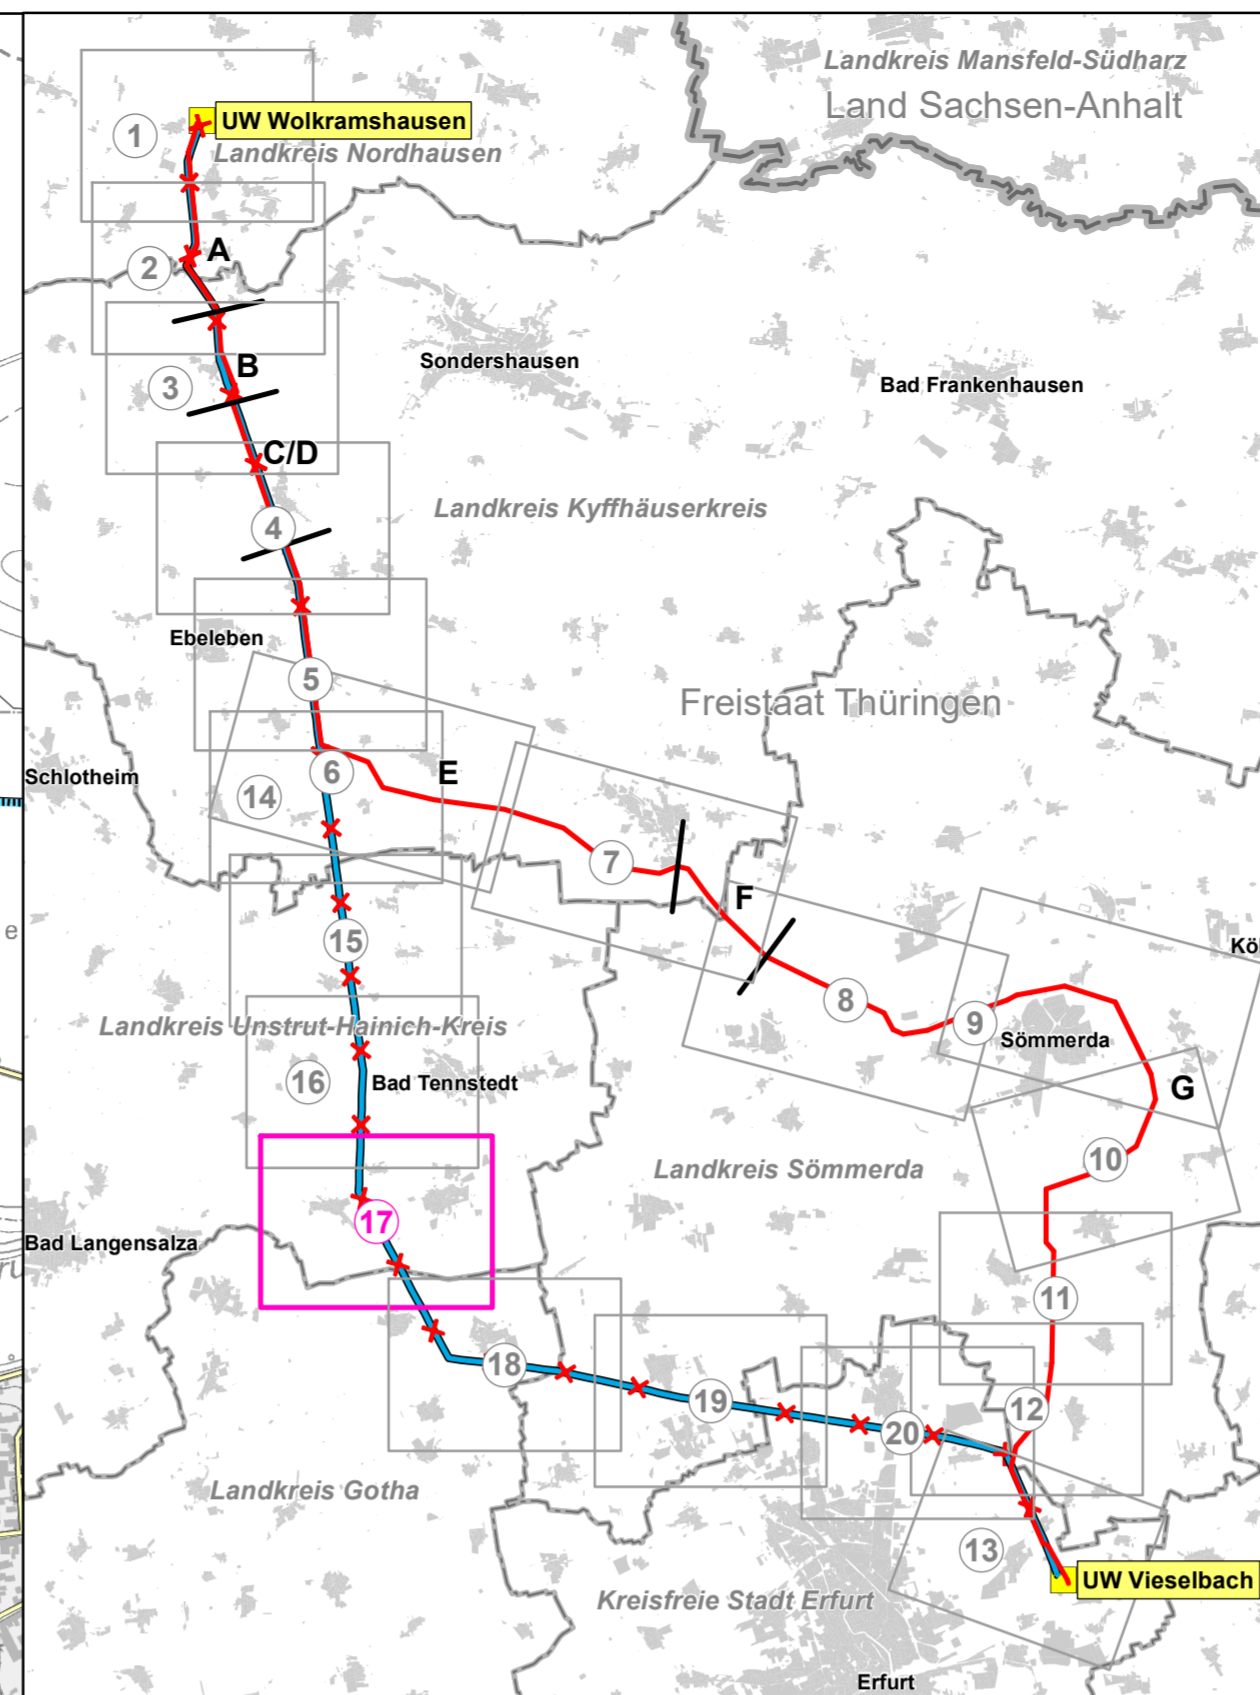 Landkreis Mansfeld-Südharz
Land Sachsen-Anhalt
UW Wolkramshausen
1
Landkreis Nordhausen
A
2
Sondershausen
B
3
Bad Frankenhausen
C/D
Landkreis Kyffhäuserkreis
4
Ebeleben
5
Freistaat Thüringen
Schlotheim
6
E
14
7
F
e
15
Kö
8
9
Landkreis Unstrut-Hainich-Kreis
Sömmerda
16
Bad Tennstedt
G
10
Landkreis Sömmerda
17
Bad Langensalza
11
18
19
12
20
Landkreis Gotha
13
UW Vieselbach
Kreisfreie Stadt Erfurt
Erfurt